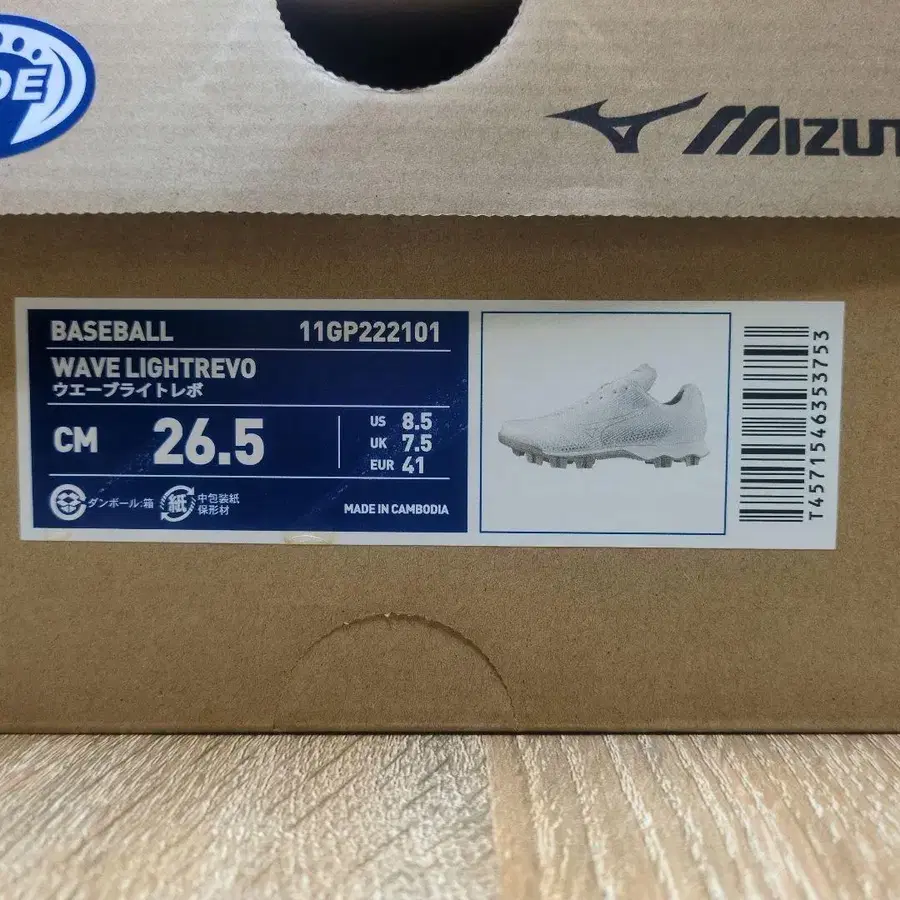 MIZUN
BASEBALL 11GP222101
WAVE LIGHTREVO
ウエーブライトレボ
CM 26.5
US 8.5
UK 7.5
EUR 41
ダンボール:箱
紙 中包装紙
保形材
MADE IN CAMBODIA
T4571546353753